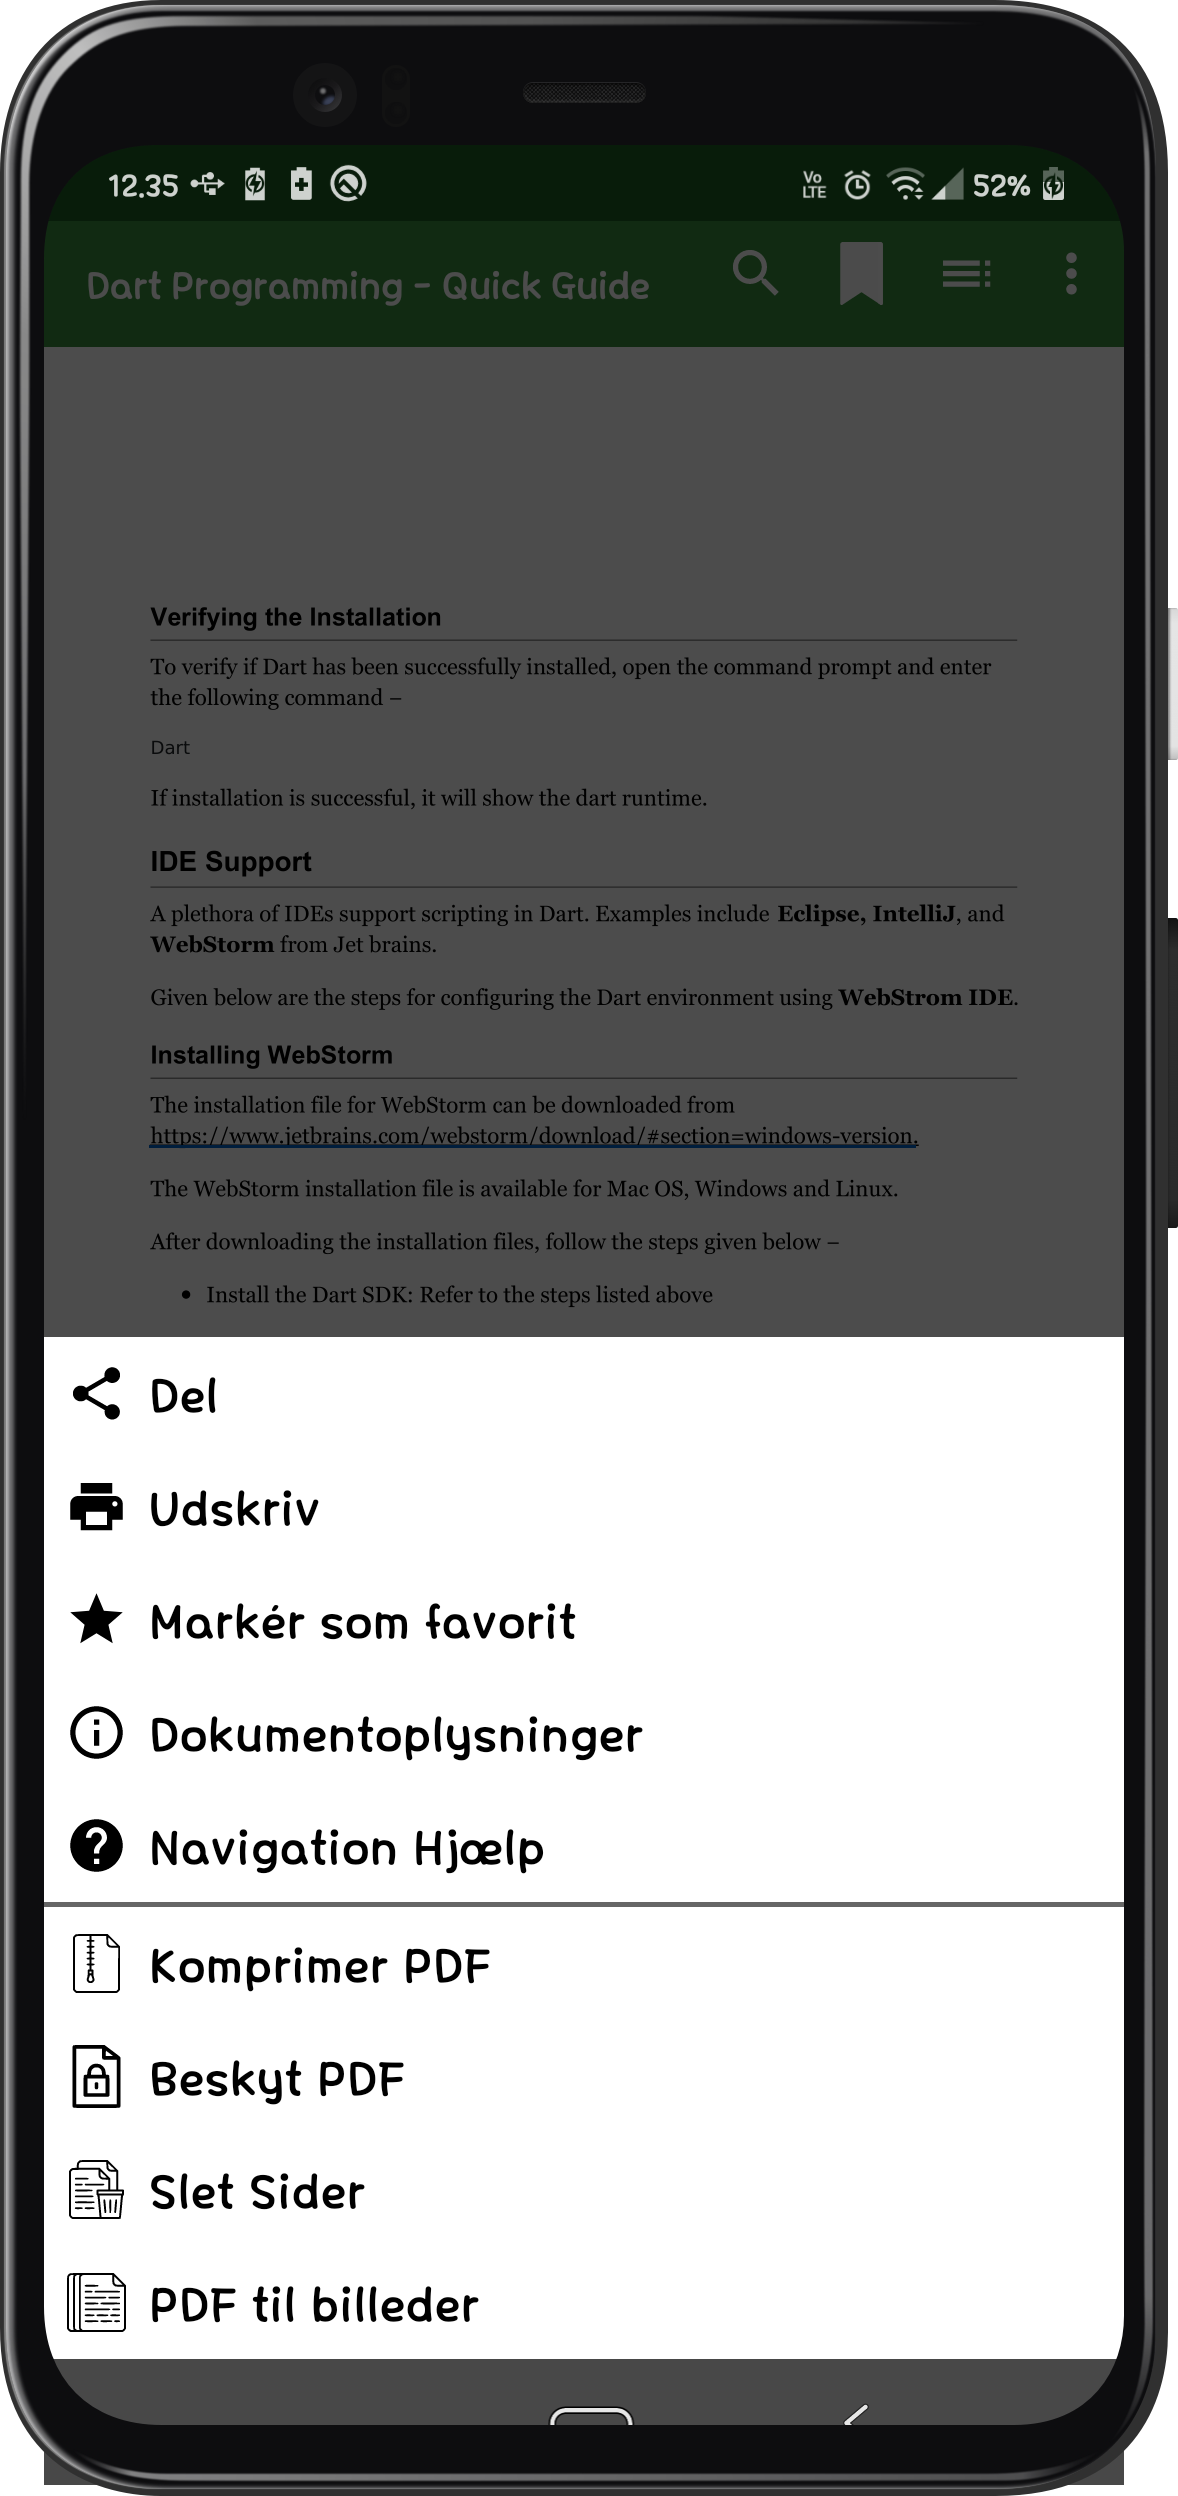 12.35
Vo
LTE
52%
Dart Programming - Quick Guide
Verifying the Installation
To verify if Dart has been successfully installed, open the command prompt and enter
the following command –
Dart
If installation is successful, it will show the dart runtime.
IDE Support
A plethora of IDEs support scripting in Dart. Examples include Eclipse, IntelliJ, and
WebStorm from Jet brains.
Given below are the steps for configuring the Dart environment using WebStrom IDE.
Installing WebStorm
The installation file for WebStorm can be downloaded from
https://www.jetbrains.com/webstorm/download/#section=windows-version.
The WebStorm installation file is available for Mac OS, Windows and Linux.
After downloading the installation files, follow the steps given below –
• Install the Dart SDK: Refer to the steps listed above
Del
Udskriv
Markér som favorit
Dokumentoplysninger
Navigation Hjælp
Komprimer PDF
Beskyt PDF
Slet Sider
PDF til billeder